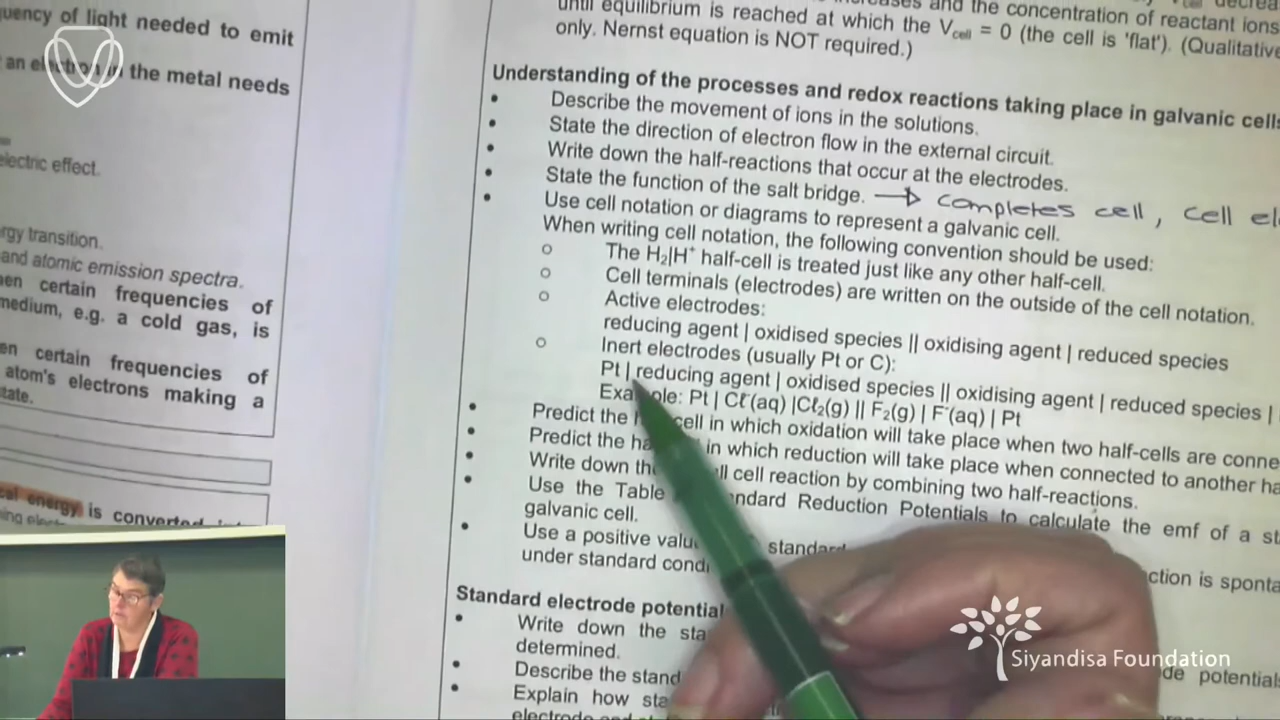 quency of light needed to emit
an electron in the metal needs
electric effect.
rgy transition.
and atomic emission spectra.
hen certain frequencies of
medium, e.g. a cold gas, is
en certain frequencies of
atom's electrons making a
state.
cal energy is converted
until equilibrium is reached at which the Vcell = 0 (the cell is 'flat'). (Qualitative
only. Nernst equation is NOT required.)
Understanding of the processes and redox reactions taking place in galvanic cells
• Describe the movement of ions in the solutions.
• State the direction of electron flow in the external circuit.
• Write down the half-reactions that occur at the electrodes.
• State the function of the salt bridge. → completes cell, cell el
• Use cell notation or diagrams to represent a galvanic cell.
When writing cell notation, the following convention should be used:
o The H₂|H⁺ half-cell is treated just like any other half-cell.
o Cell terminals (electrodes) are written on the outside of the cell notation.
o Active electrodes:
reducing agent | oxidised species || oxidising agent | reduced species
o Inert electrodes (usually Pt or C):
Pt | reducing agent | oxidised species || oxidising agent | reduced species |
Example: Pt | Cℓ⁻(aq) |Cℓ₂(g) || F₂(g) | F⁻(aq) | Pt
• Predict the cell in which oxidation will take place when two half-cells are conne
• Predict the ha in which reduction will take place when connected to another ha
• Write down th ll cell reaction by combining two half-reactions.
• Use the Table ndard Reduction Potentials to calculate the emf of a st
galvanic cell.
• Use a positive valu standard ction is sponta
under standard condi
Standard electrode potential
• Write down the sta
determined.
• Describe the stand de potentials
• Explain how sta
electrode
Siyandisa Foundation